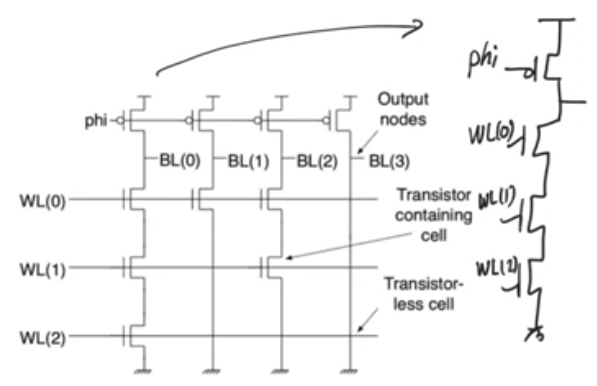 phi
WL(0)
WL(1)
WL(2)
BL(0)
BL(1)
BL(2)
BL(3)
Output
nodes
Transistor
containing
cell
Transistor-
less cell
phi
WL(0)
WL(1)
WL(2)